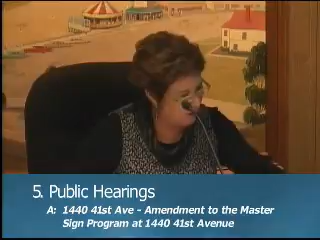 5. Public Hearings
A: 1440 41st Ave - Amendment to the Master
Sign Program at 1440 41st Avenue